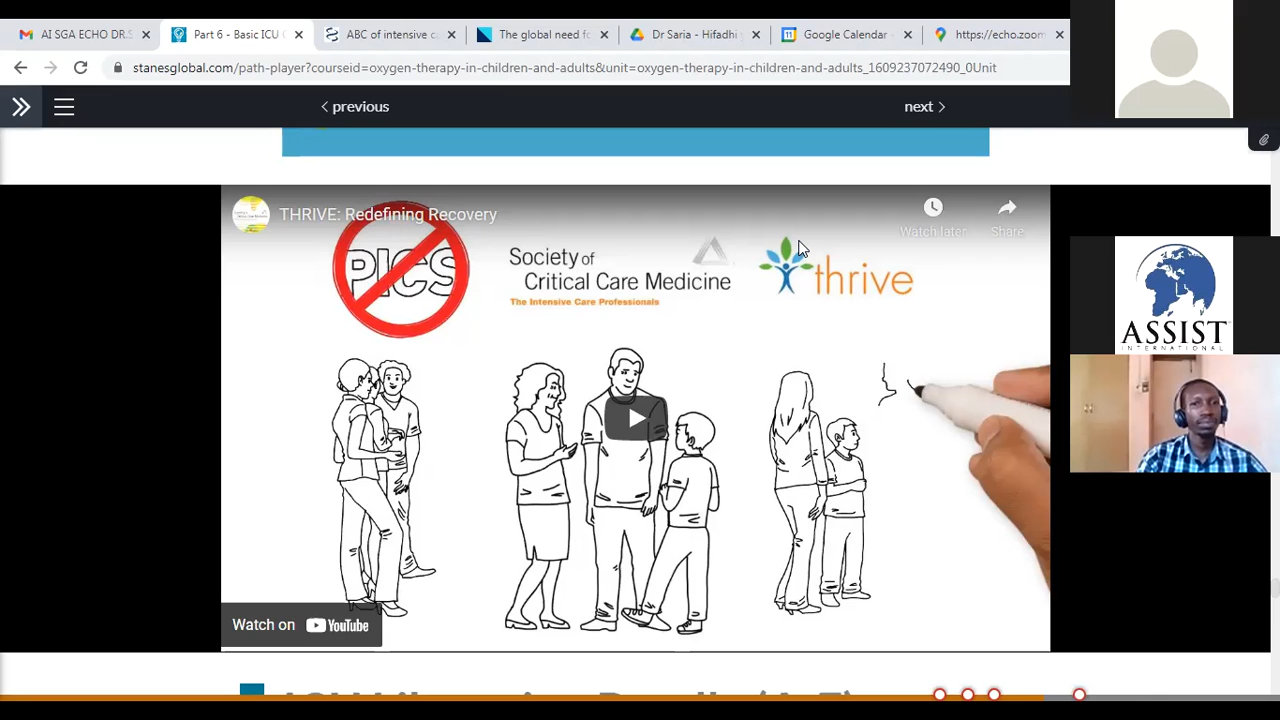 AI SGA ECHO DR.S
Part 6 - Basic ICU
ABC of intensive c
The global need fo
Dr Saria - Hifadhi
Google Calendar
https://echo.zoom
stanesglobal.com/path-player?courseid=oxygen-therapy-in-children-and-adults&unit=oxygen-therapy-in-children-and-adults_1609237072490_0Unit
previous
next
THRIVE: Redefining Recovery
Watch later
Share
PICS
Society of
Critical Care Medicine
The Intensive Care Professionals
thrive
ASSIST
INTERNATIONAL
Watch on YouTube